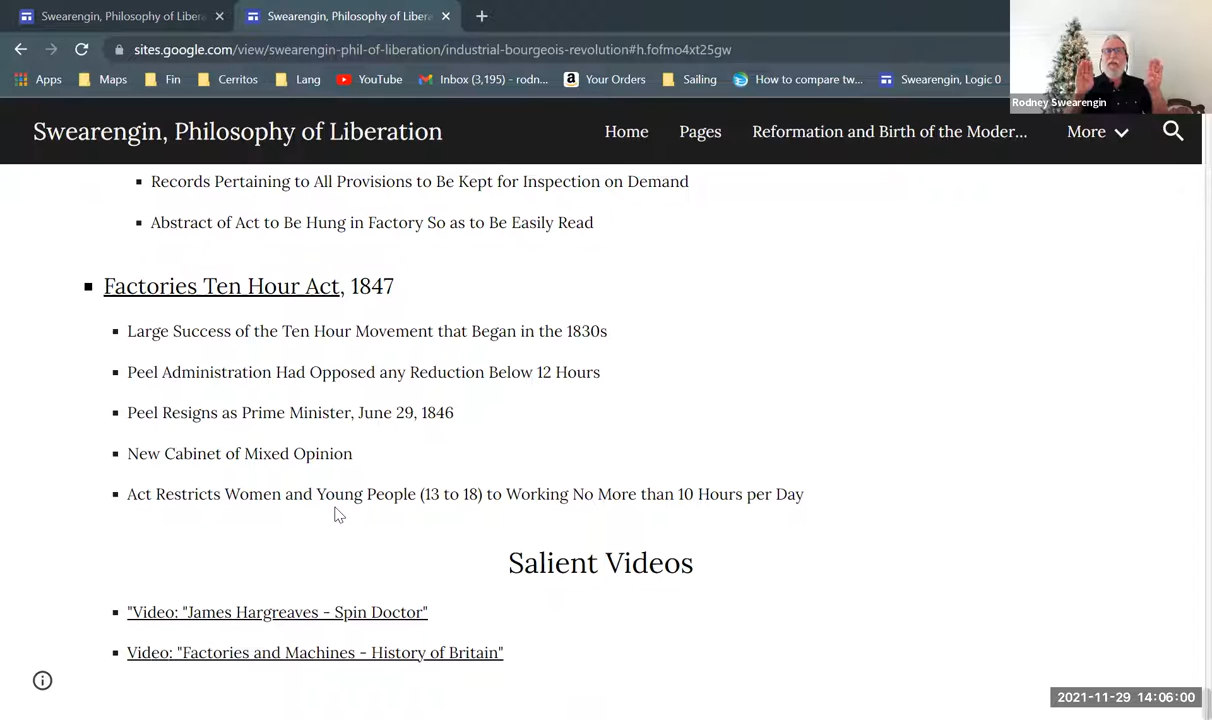 Swearengin, Philosophy of Liber
Swearengin, Philosophy of Libera
sites.google.com/view/swearengin-phil-of-liberation/industrial-bourgeois-revolution#h.fofmo4xt25gw
Apps Maps Fin Cerritos Lang YouTube Inbox (3,195) - rodn... Your Orders Sailing How to compare tw... Swearengin, Logic 0
Rodney Swearengin
Swearengin, Philosophy of Liberation
Home Pages Reformation and Birth of the Moder... More
Records Pertaining to All Provisions to Be Kept for Inspection on Demand
Abstract of Act to Be Hung in Factory So as to Be Easily Read
Factories Ten Hour Act, 1847
Large Success of the Ten Hour Movement that Began in the 1830s
Peel Administration Had Opposed any Reduction Below 12 Hours
Peel Resigns as Prime Minister, June 29, 1846
New Cabinet of Mixed Opinion
Act Restricts Women and Young People (13 to 18) to Working No More than 10 Hours per Day
Salient Videos
"Video: "James Hargreaves - Spin Doctor"
Video: "Factories and Machines - History of Britain"
2021-11-29 14:06:00